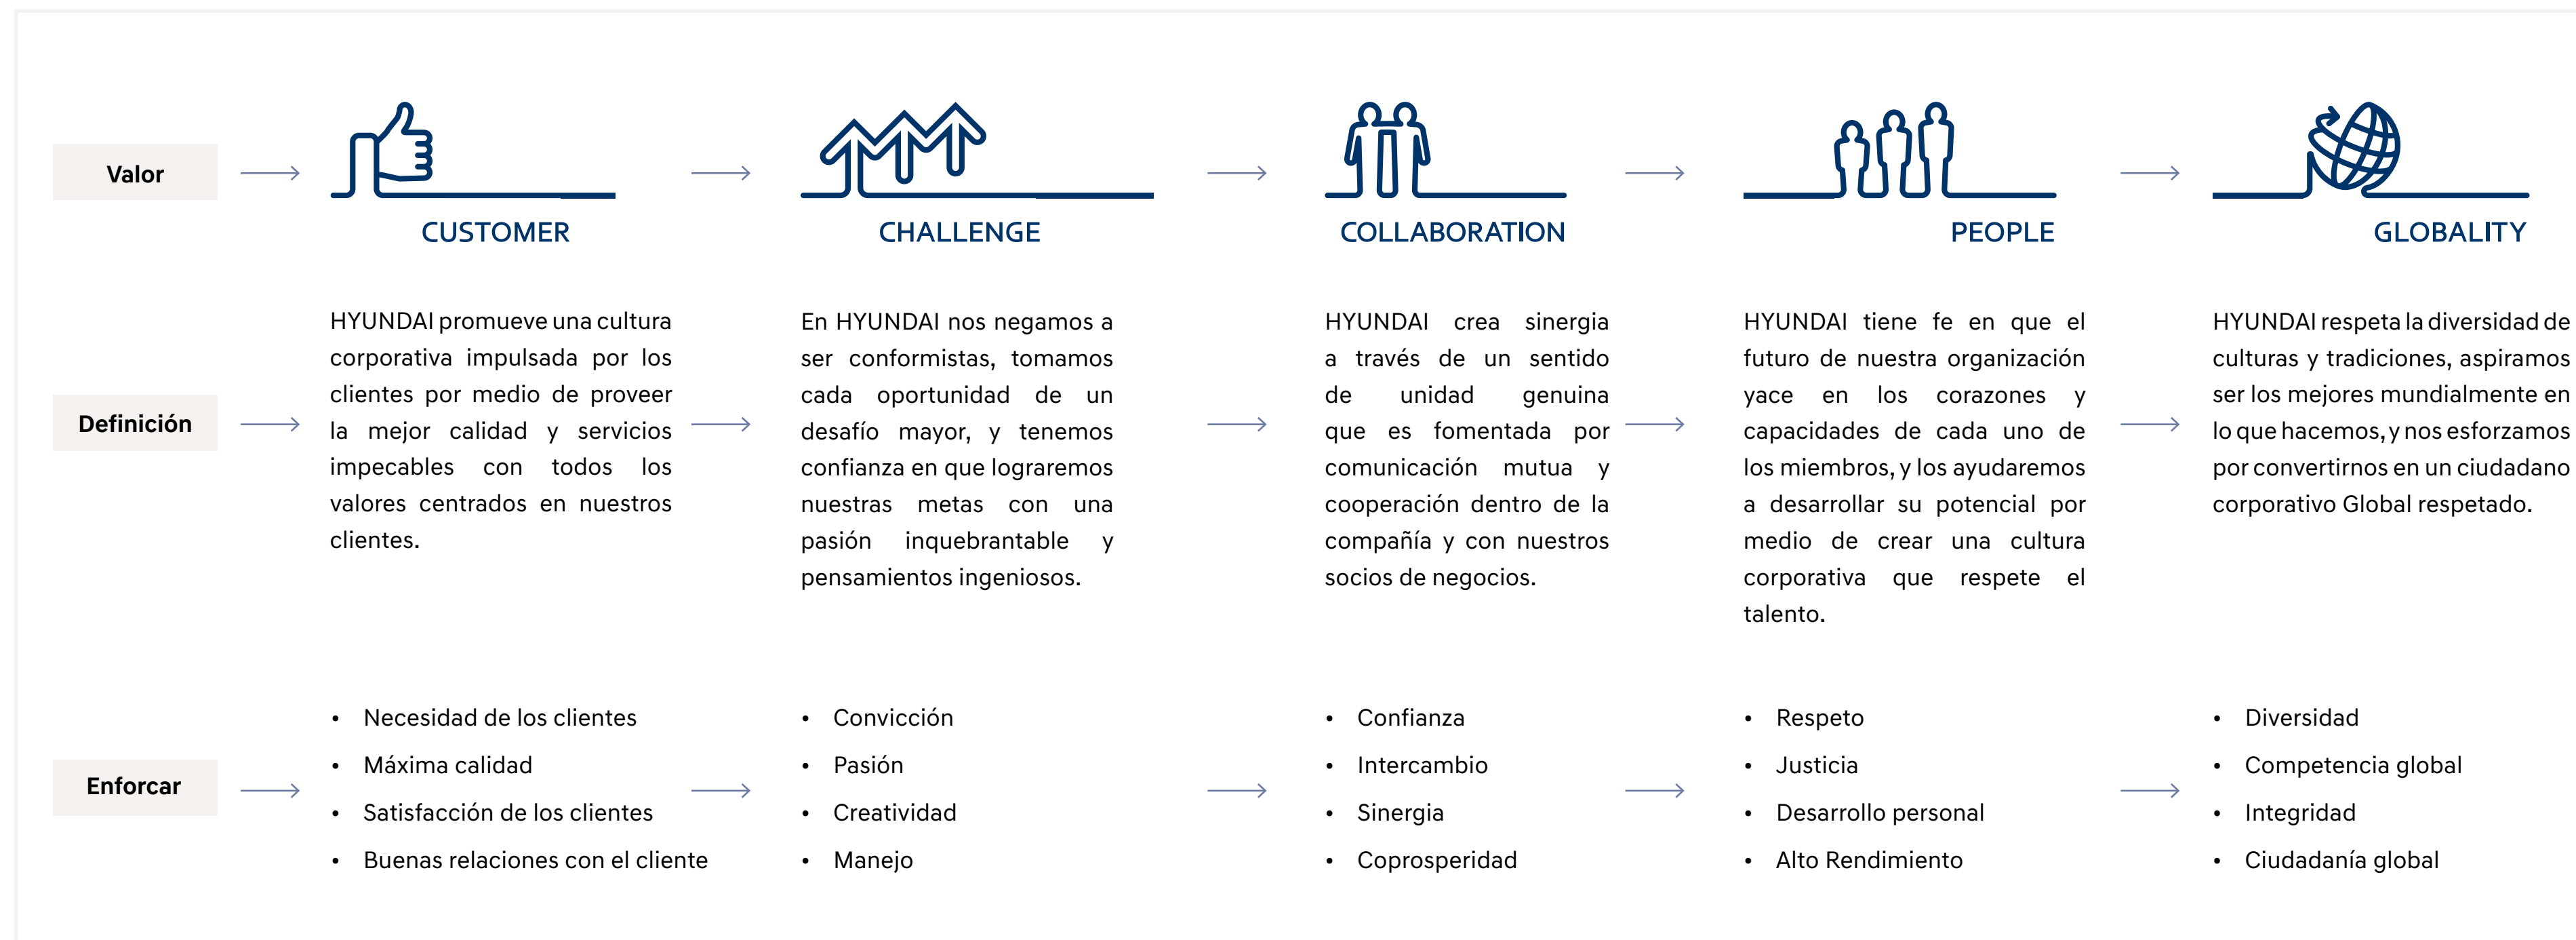 Valor
CUSTOMER
CHALLENGE
COLLABORATION
PEOPLE
GLOBALITY
Definición
HYUNDAI promueve una cultura
corporativa impulsada por los
clientes por medio de proveer
la mejor calidad y servicios
impecables con todos los
valores centrados en nuestros
clientes.
En HYUNDAI nos negamos a
ser conformistas, tomamos
cada oportunidad de un
desafío mayor, y tenemos
confianza en que lograremos
nuestras metas con una
pasión inquebrantable y
pensamientos ingeniosos.
HYUNDAI crea sinergia
a través de un sentido
de unidad genuina
que es fomentada por
comunicación mutua y
cooperación dentro de la
compañía y con nuestros
socios de negocios.
HYUNDAI tiene fe en que el
futuro de nuestra organización
yace en los corazones y
capacidades de cada uno de
los miembros, y los ayudaremos
a desarrollar su potencial por
medio de crear una cultura
corporativa que respete el
talento.
HYUNDAI respeta la diversidad de
culturas y tradiciones, aspiramos
ser los mejores mundialmente en
lo que hacemos, y nos esforzamos
por convertirnos en un ciudadano
corporativo Global respetado.
Enforcar
• Necesidad de los clientes
• Máxima calidad
• Satisfacción de los clientes
• Buenas relaciones con el cliente
• Convicción
• Pasión
• Creatividad
• Manejo
• Confianza
• Intercambio
• Sinergia
• Coprosperidad
• Respeto
• Justicia
• Desarrollo personal
• Alto Rendimiento
• Diversidad
• Competencia global
• Integridad
• Ciudadanía global